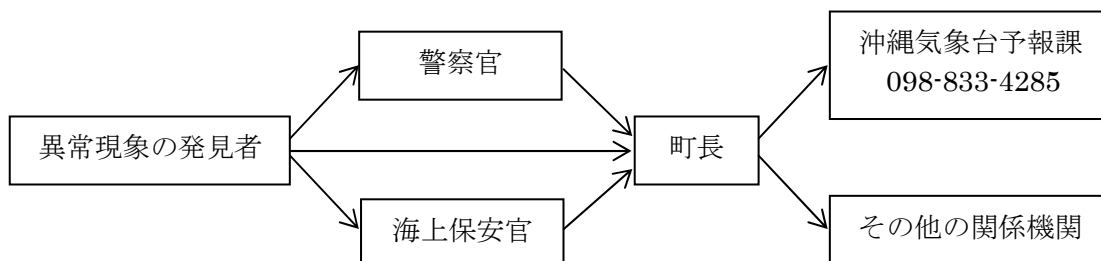 異常現象の発見者
警察官
海上保安官
町長
沖縄気象台予報課
098-833-4285
その他の関係機関